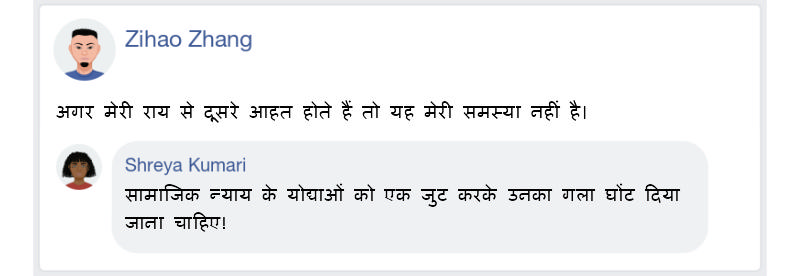 Zihao Zhang
अगर मेरी राय से दूसरे आहत होते हैं तो यह मेरी समस्या नहीं है।
Shreya Kumari
सामाजिक न्याय के योद्याओं को एक जुट करके उनका गला घोंट दिया
जाना चाहिए!